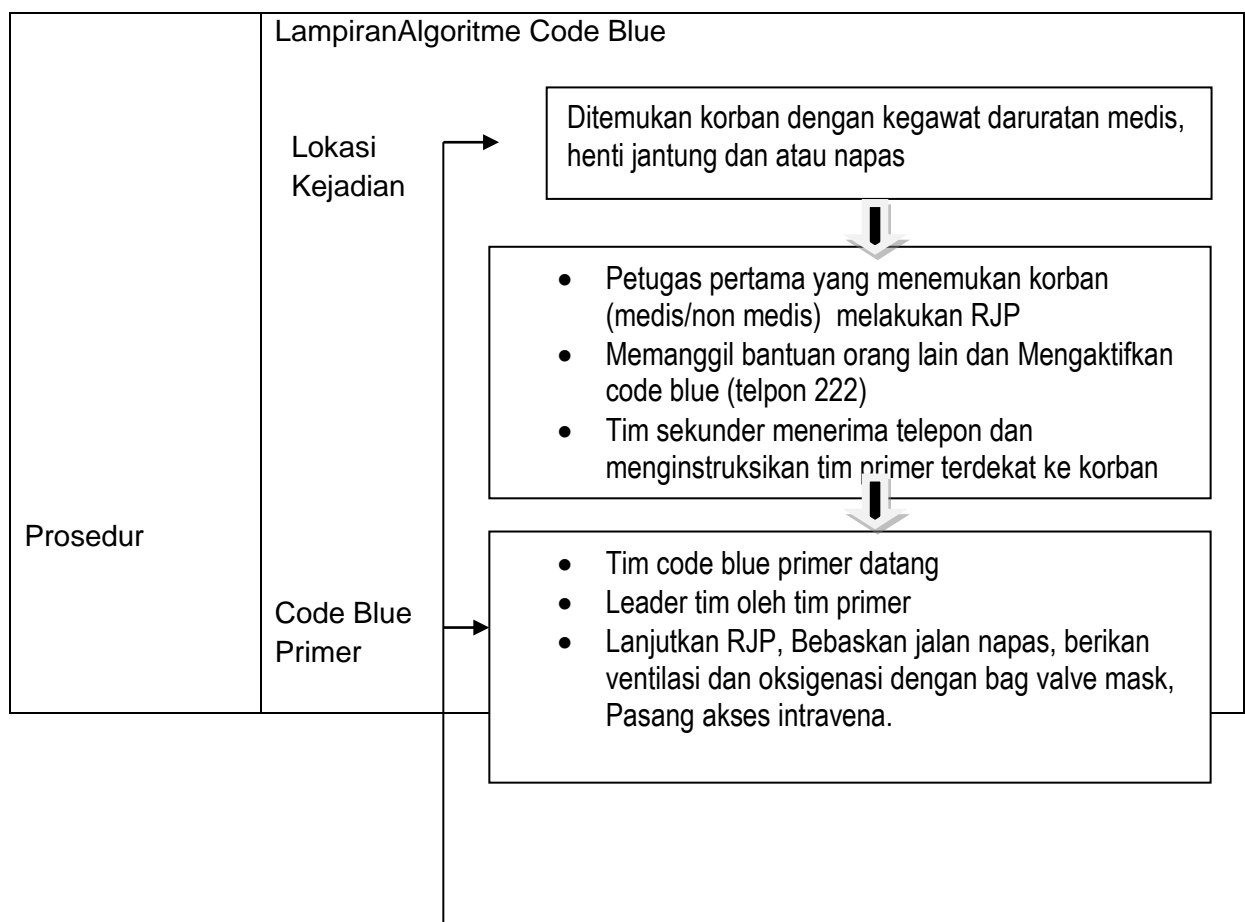 LampiranAlgoritme Code Blue
Lokasi
Kejadian
Ditemukan korban dengan kegawat daruratan medis,
henti jantung dan atau napas
• Petugas pertama yang menemukan korban
(medis/non medis) melakukan RJP
• Memanggil bantuan orang lain dan Mengaktifkan
code blue (telpon 222)
• Tim sekunder menerima telepon dan
menginstruksikan tim primer terdekat ke korban
Prosedur
Code Blue
Primer
• Tim code blue primer datang
• Leader tim oleh tim primer
• Lanjutkan RJP, Bebaskan jalan napas, berikan
ventilasi dan oksigenasi dengan bag valve mask,
Pasang akses intravena.